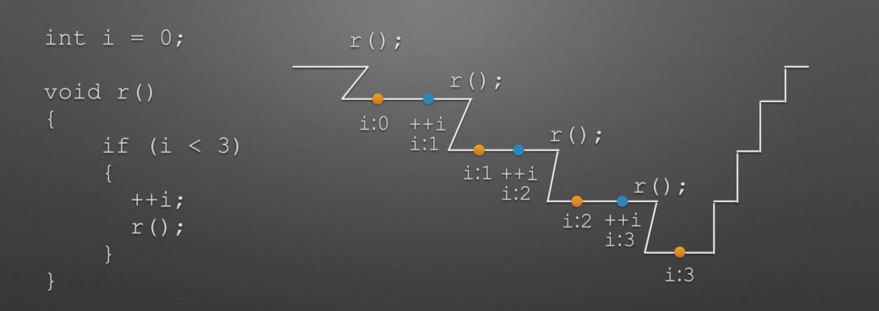 int i = 0;
void r()
{
if (i < 3)
{
++i;
r();
}
}
r();
i:0
++i
i:1
r();
i:1
++i
i:2
r();
i:2
++i
i:3
r();
i:3